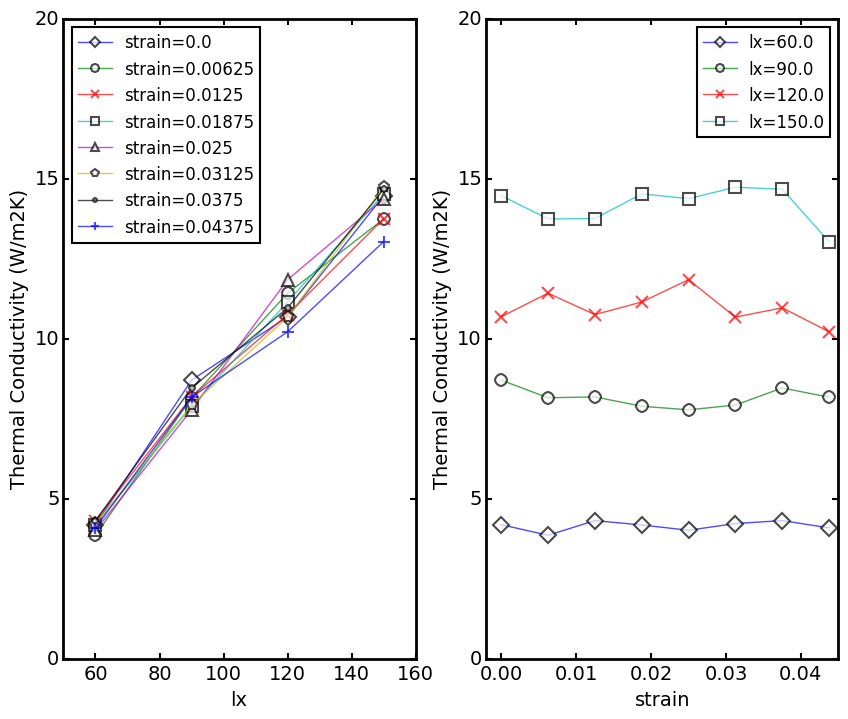 20
15
10
5
0
Thermal Conductivity (W/m2K)
strain=0.0
strain=0.00625
strain=0.0125
strain=0.01875
strain=0.025
strain=0.03125
strain=0.0375
strain=0.04375
60 80 100 120 140 160
lx
20
15
10
5
0
Thermal Conductivity (W/m2K)
lx=60.0
lx=90.0
lx=120.0
lx=150.0
0.00 0.01 0.02 0.03 0.04
strain